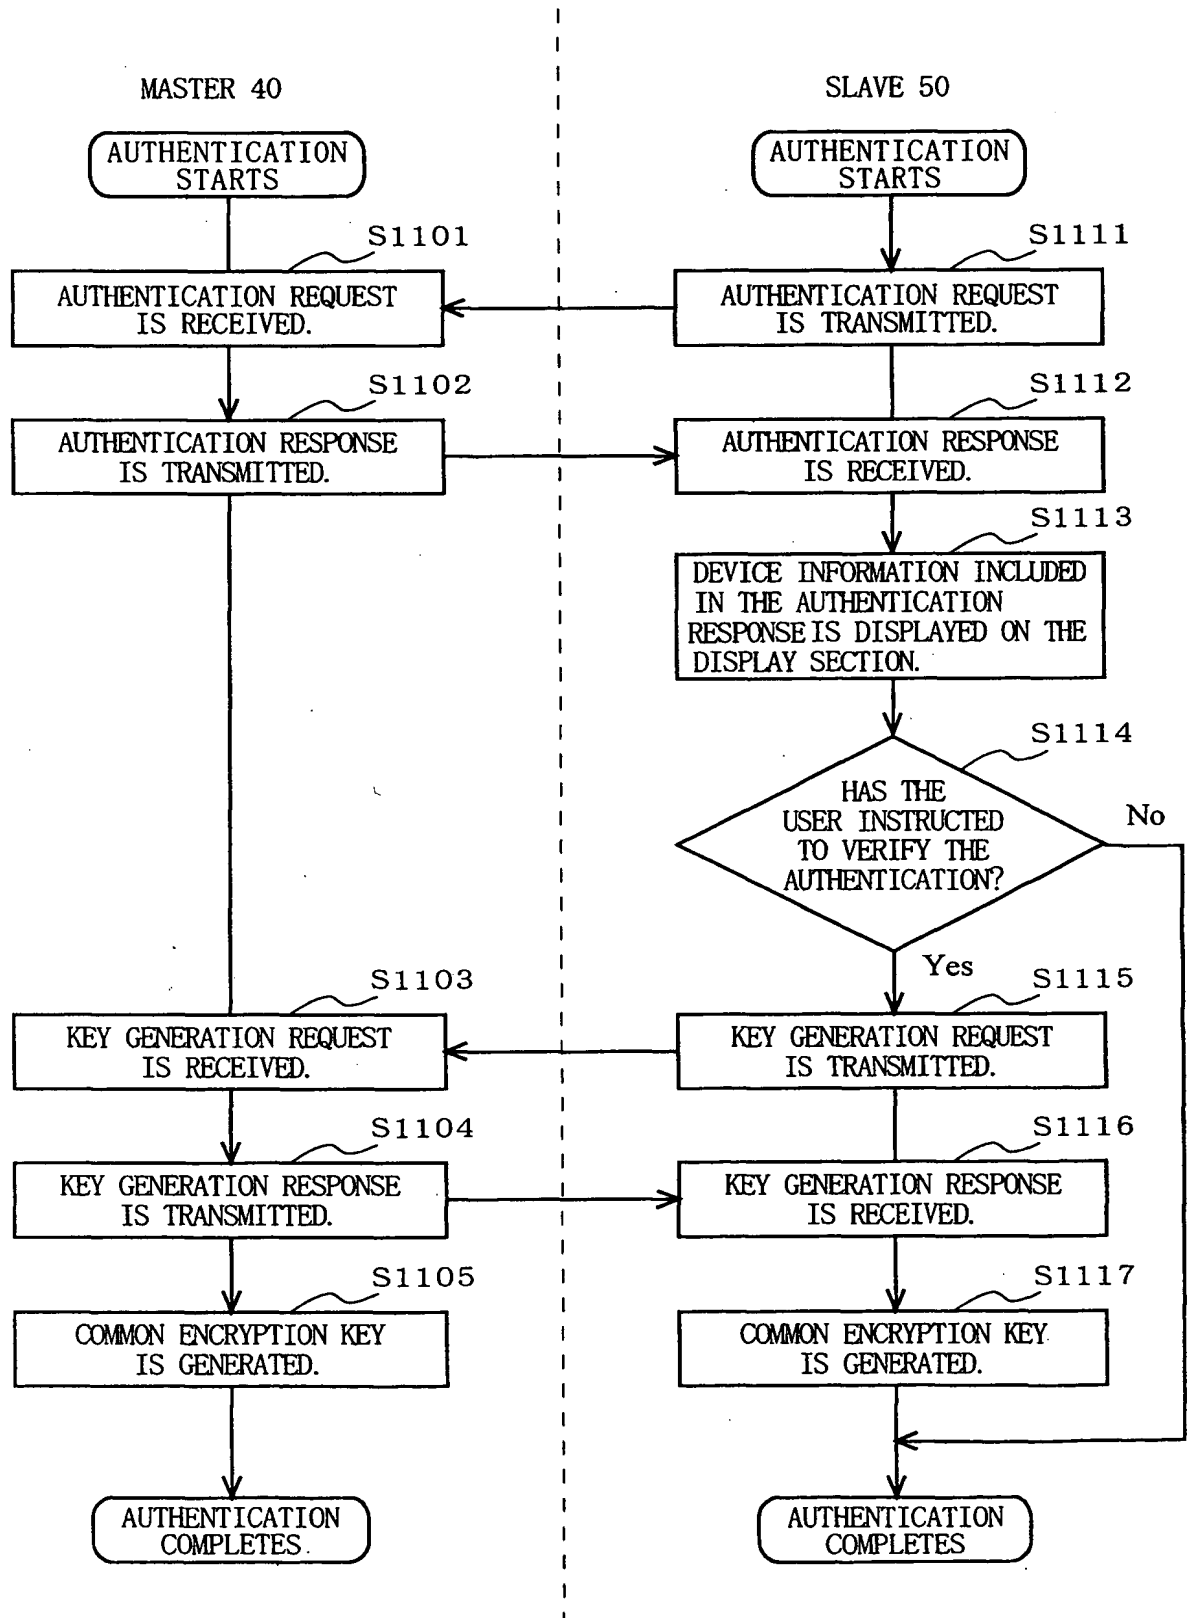 MASTER 40
AUTHENTICATION
STARTS
S1101
AUTHENTICATION REQUEST
IS RECEIVED.
S1102
AUTHENTICATION RESPONSE
IS TRANSMITTED.
S1103
KEY GENERATION REQUEST
IS RECEIVED.
S1104
KEY GENERATION RESPONSE
IS TRANSMITTED.
S1105
COMMON ENCRYPTION KEY
IS GENERATED.
AUTHENTICATION
COMPLETES.
SLAVE 50
AUTHENTICATION
STARTS
S1111
AUTHENTICATION REQUEST
IS TRANSMITTED.
S1112
AUTHENTICATION RESPONSE
IS RECEIVED.
S1113
DEVICE INFORMATION INCLUDED
IN THE AUTHENTICATION
RESPONSE IS DISPLAYED ON THE
DISPLAY SECTION.
S1114
HAS THE
USER INSTRUCTED
TO VERIFY THE
AUTHENTICATION?
No
Yes
S1115
KEY GENERATION REQUEST
IS TRANSMITTED.
S1116
KEY GENERATION RESPONSE
IS RECEIVED.
S1117
COMMON ENCRYPTION KEY
IS GENERATED.
AUTHENTICATION
COMPLETES